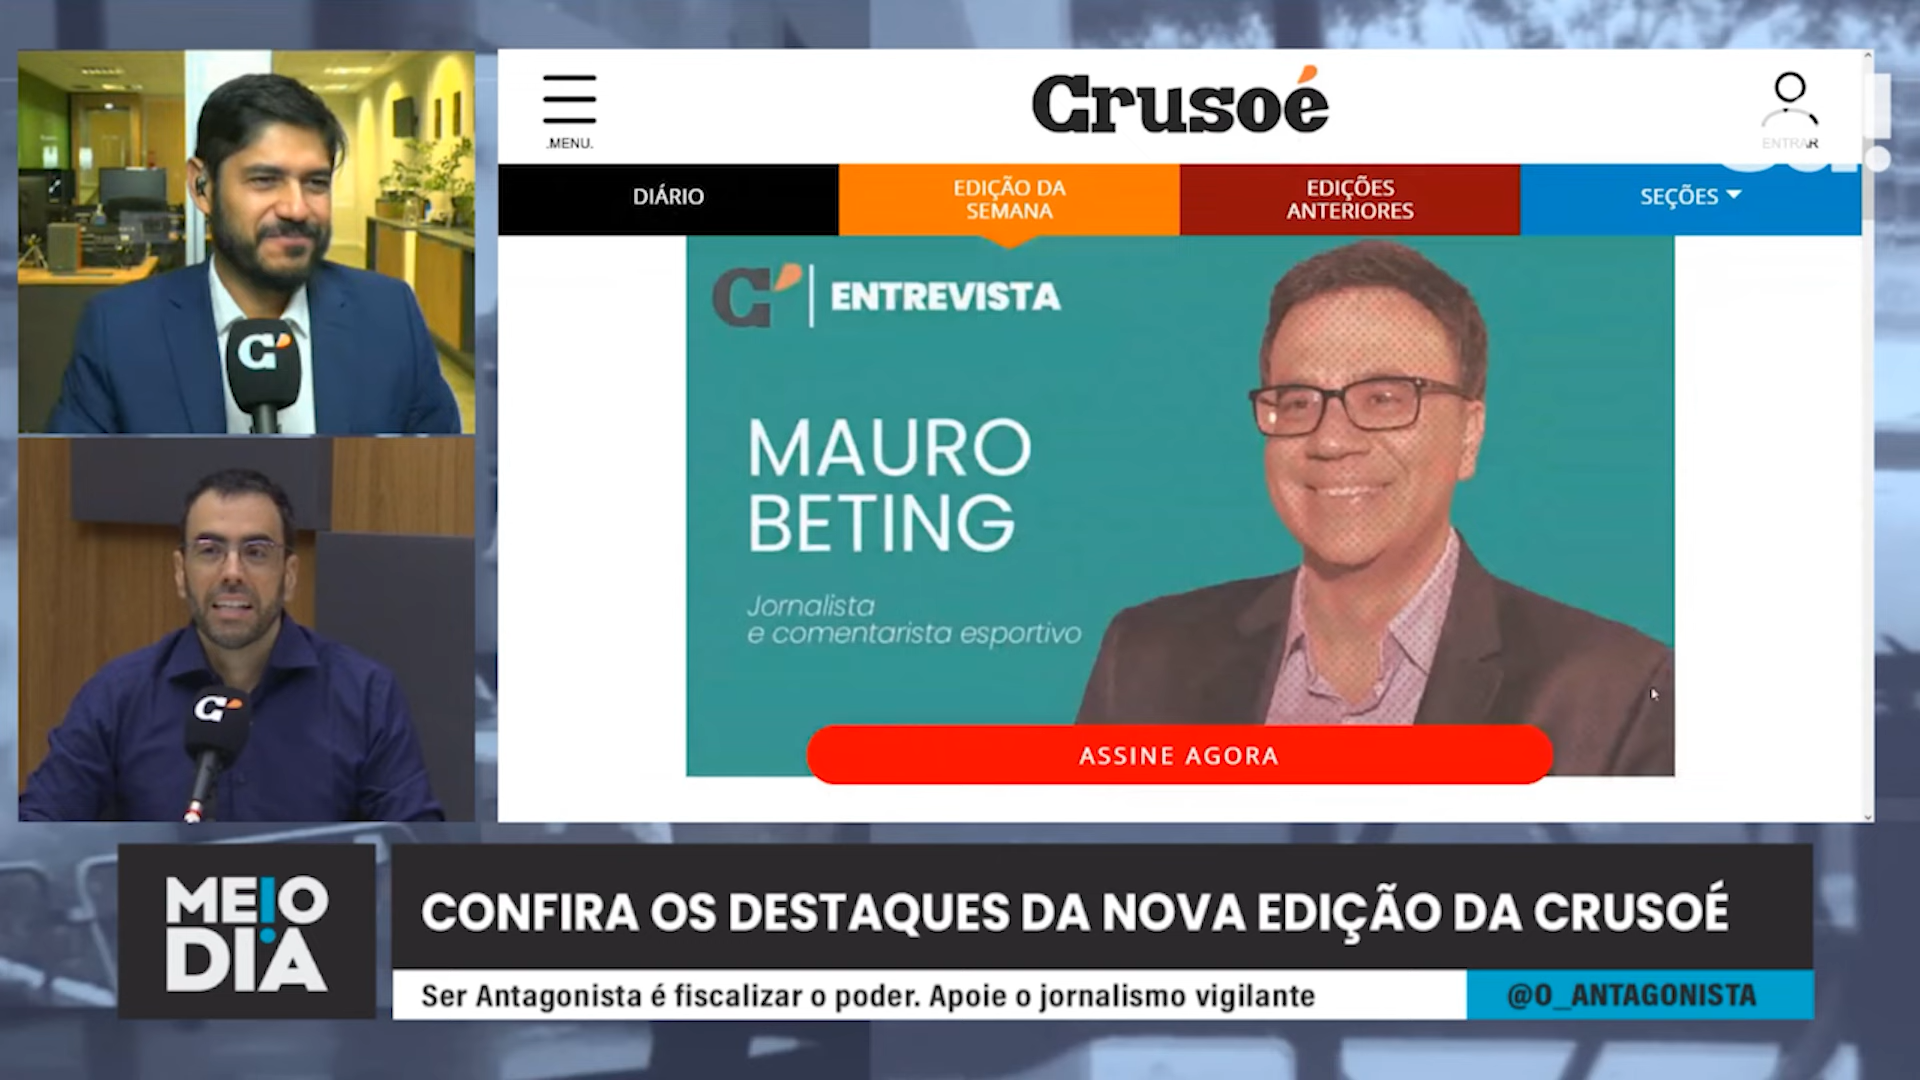 .MENU.
Crusoé
ENTRAR
DIÁRIO
EDIÇÃO DA
SEMANA
EDIÇÕES
ANTERIORES
SEÇÕES
C' ENTREVISTA
MAURO
BETING
Jornalista
e comentarista esportivo
ASSINE AGORA
C'
C'
MEIO
DIA
CONFIRA OS DESTAQUES DA NOVA EDIÇÃO DA CRUSOÉ
Ser Antagonista é fiscalizar o poder. Apoie o jornalismo vigilante
@O_ANTAGONISTA